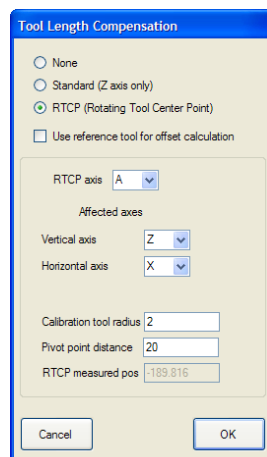 Tool Length Compensation
None
Standard (Z axis only)
RTCP (Rotating Tool Center Point)
Use reference tool for offset calculation
RTCP axis A
Affected axes
Vertical axis Z
Horizontal axis X
Calibration tool radius 2
Pivot point distance 20
RTCP measured pos -189.816
Cancel OK